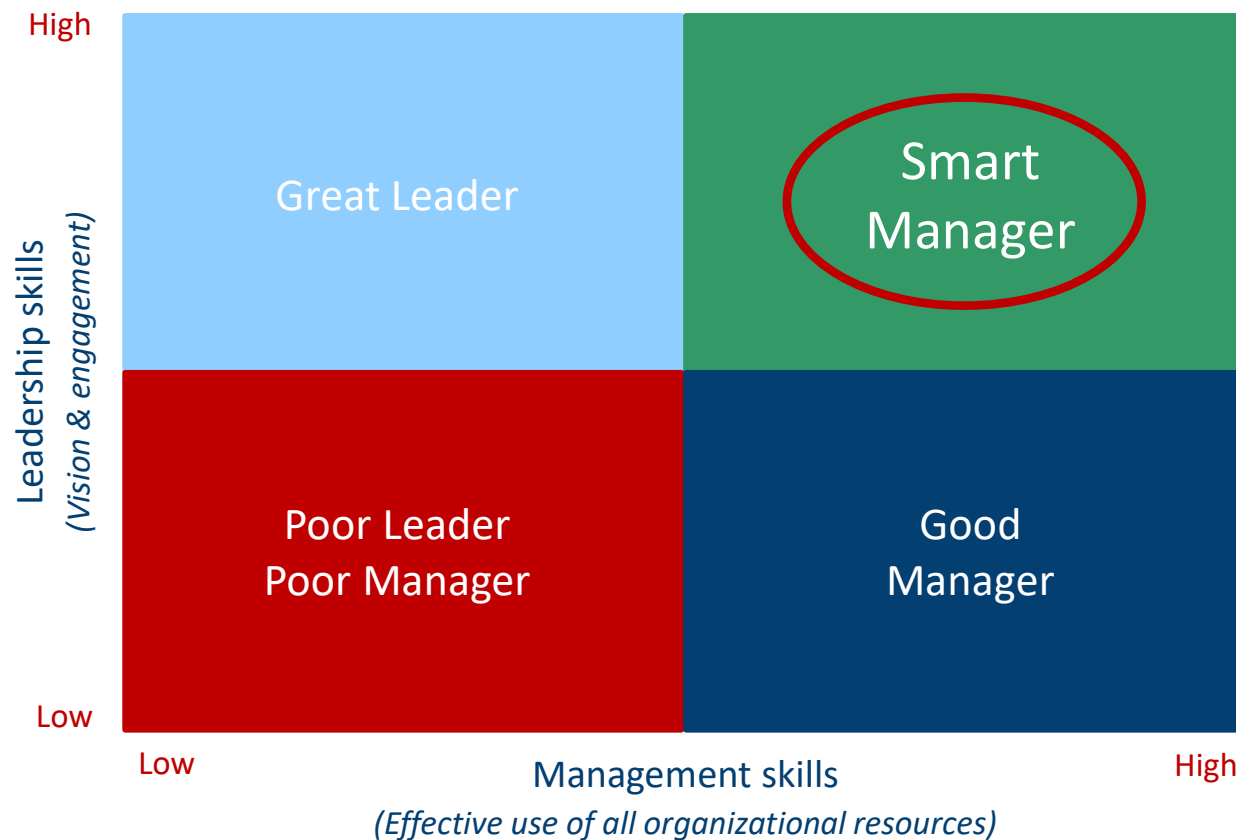 High
Great Leader
Smart
Manager
Leadership skills
(Vision & engagement)
Poor Leader
Poor Manager
Good
Manager
Low
Low
Management skills
High
(Effective use of all organizational resources)